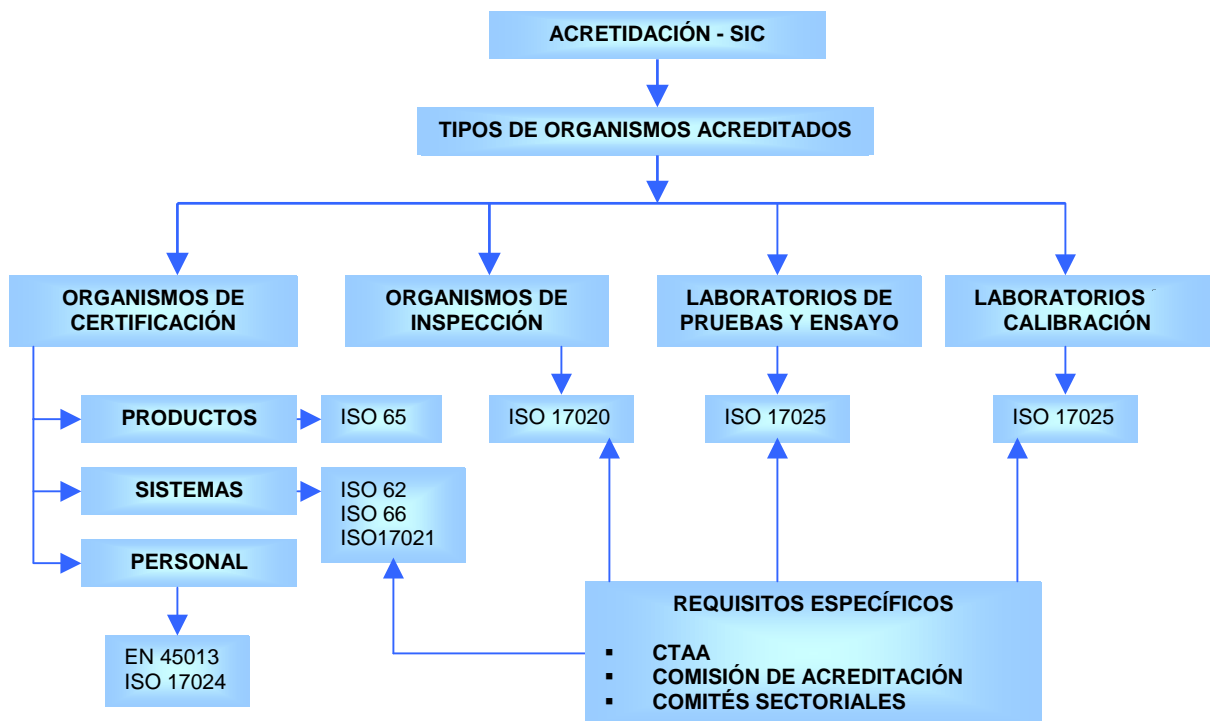 ACRETIDACIÓN - SIC
TIPOS DE ORGANISMOS ACREDITADOS
ORGANISMOS DE
CERTIFICACIÓN
ORGANISMOS DE
INSPECCIÓN
LABORATORIOS DE
PRUEBAS Y ENSAYO
LABORATORIOS
CALIBRACIÓN
PRODUCTOS
ISO 65
ISO 17020
ISO 17025
ISO 17025
SISTEMAS
ISO 62
ISO 66
ISO17021
PERSONAL
EN 45013
ISO 17024
REQUISITOS ESPECÍFICOS
▪ CTAA
▪ COMISIÓN DE ACREDITACIÓN
▪ COMITÉS SECTORIALES